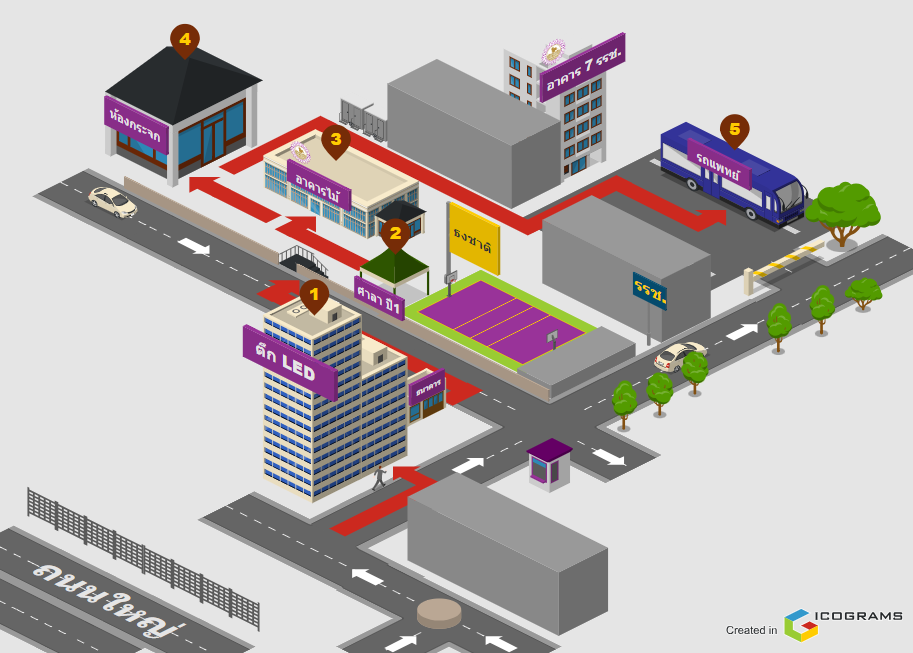 4
อาคาร 7 รรช.
ห้องกระจก
3
5
รถแพทย์
อาคารไม้
2
ธงชาติ
ศาลา ปี1
1
รรช.
ตึก LED
ธนาคาร
ถนนใหญ่
Created in ICOGRAMS